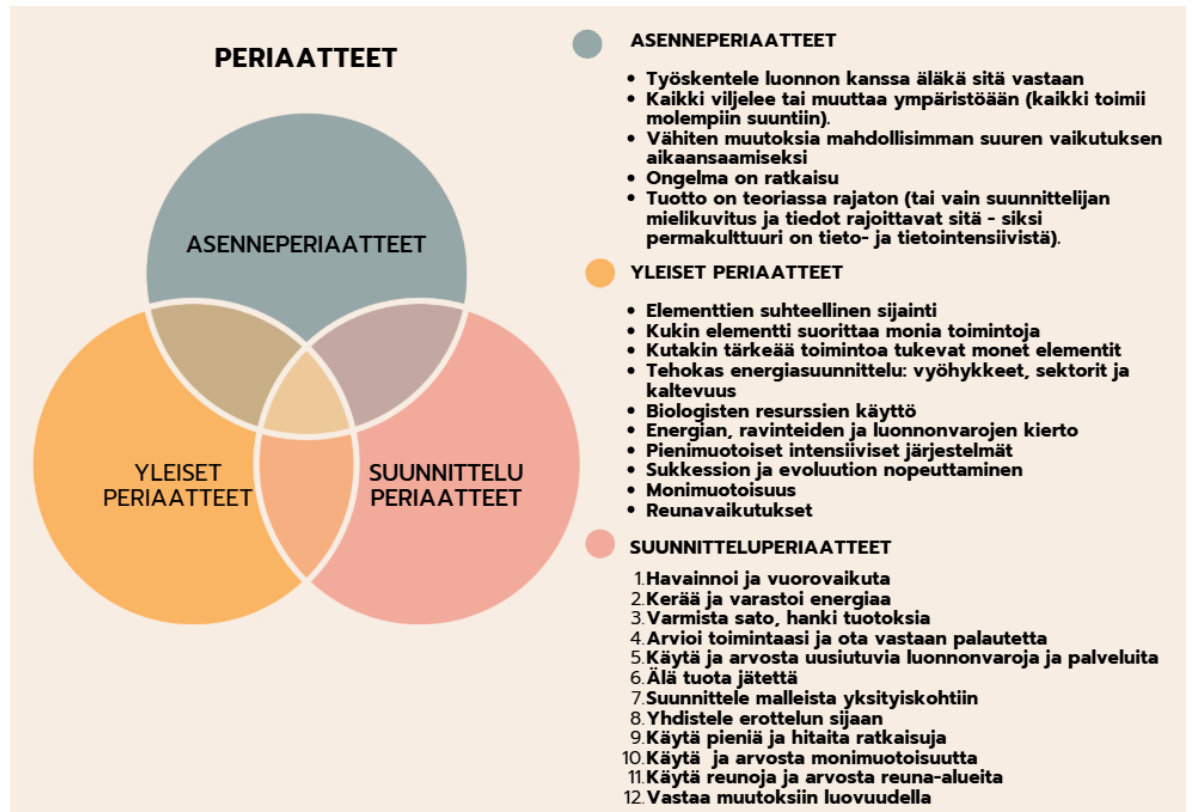 PERIAATTEET
ASENNEPERIAATTEET
YLEISET
PERIAATTEET
SUUNNITTELU
PERIAATTEET
ASENNEPERIAATTEET
• Työskentele luonnon kanssa äläkä sitä vastaan
• Kaikki viljelee tai muuttaa ympäristöään (kaikki toimii
molempiin suuntiin).
• Vähiten muutoksia mahdollisimman suuren vaikutuksen
aikaansaamiseksi
• Ongelma on ratkaisu
• Tuotto on teoriassa rajaton (tai vain suunnittelijan
mielikuvitus ja tiedot rajoittavat sitä - siksi
permakulttuuri on tieto- ja tietointensiivistä).
YLEISET PERIAATTEET
• Elementtien suhteellinen sijainti
• Kukin elementti suorittaa monia toimintoja
• Kutakin tärkeää toimintoa tukevat monet elementit
• Tehokas energiasuunnittelu: vyöhykkeet, sektorit ja
kaltevuus
• Biologisten resurssien käyttö
• Energian, ravinteiden ja luonnonvarojen kierto
• Pienimuotoiset intensiiviset järjestelmät
• Sukkession ja evoluution nopeuttaminen
• Monimuotoisuus
• Reunavaikutukset
SUUNNITTELUPERIAATTEET
1. Havainnoi ja vuorovaikuta
2. Kerää ja varastoi energiaa
3. Varmista sato, hanki tuotoksia
4. Arvioi toimintaasi ja ota vastaan palautetta
5. Käytä ja arvosta uusiutuvia luonnonvaroja ja palveluita
6. Älä tuota jätettä
7. Suunnittele malleista yksityiskohtiin
8. Yhdistele erottelun sijaan
9. Käytä pieniä ja hitaita ratkaisuja
10. Käytä ja arvosta monimuotoisuutta
11. Käytä reunoja ja arvosta reuna-alueita
12. Vastaa muutoksiin luovuudella